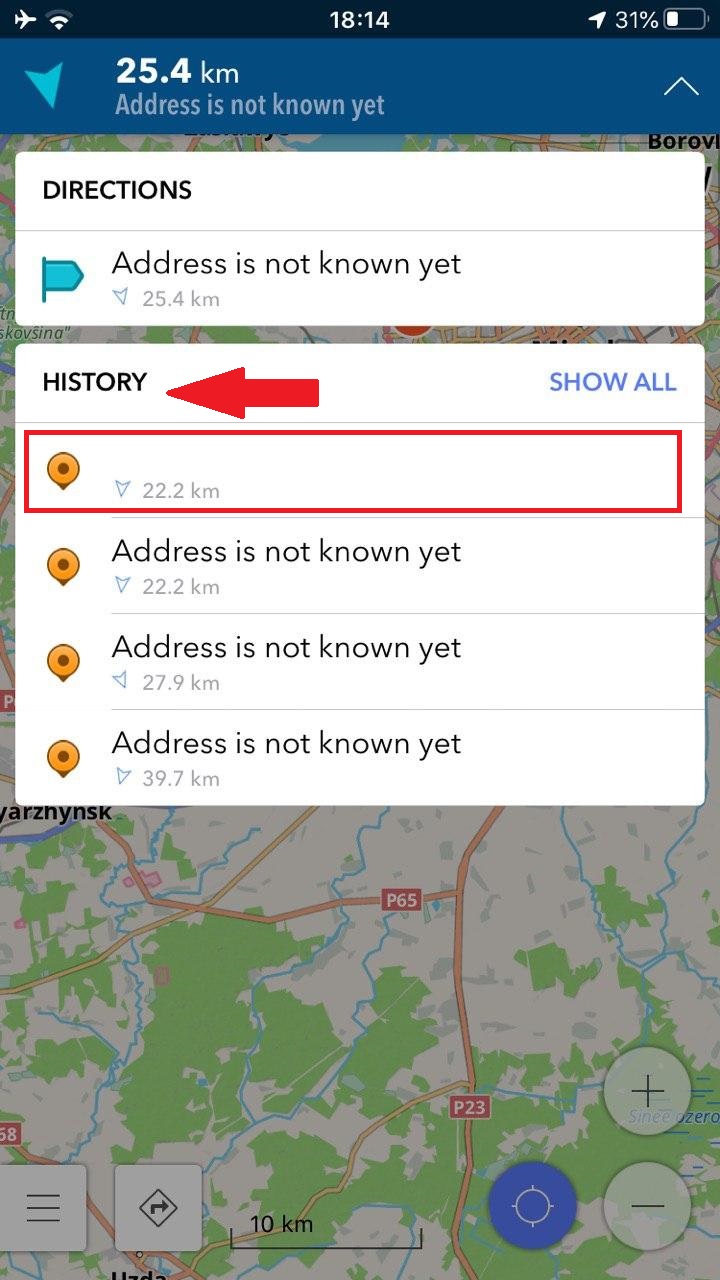 18:14
31%
25.4 km
Address is not known yet
DIRECTIONS
Address is not known yet
25.4 km
HISTORY
SHOW ALL
22.2 km
Address is not known yet
22.2 km
Address is not known yet
27.9 km
Address is not known yet
39.7 km
P65
P23
Sinee ozero
10 km
Uzda